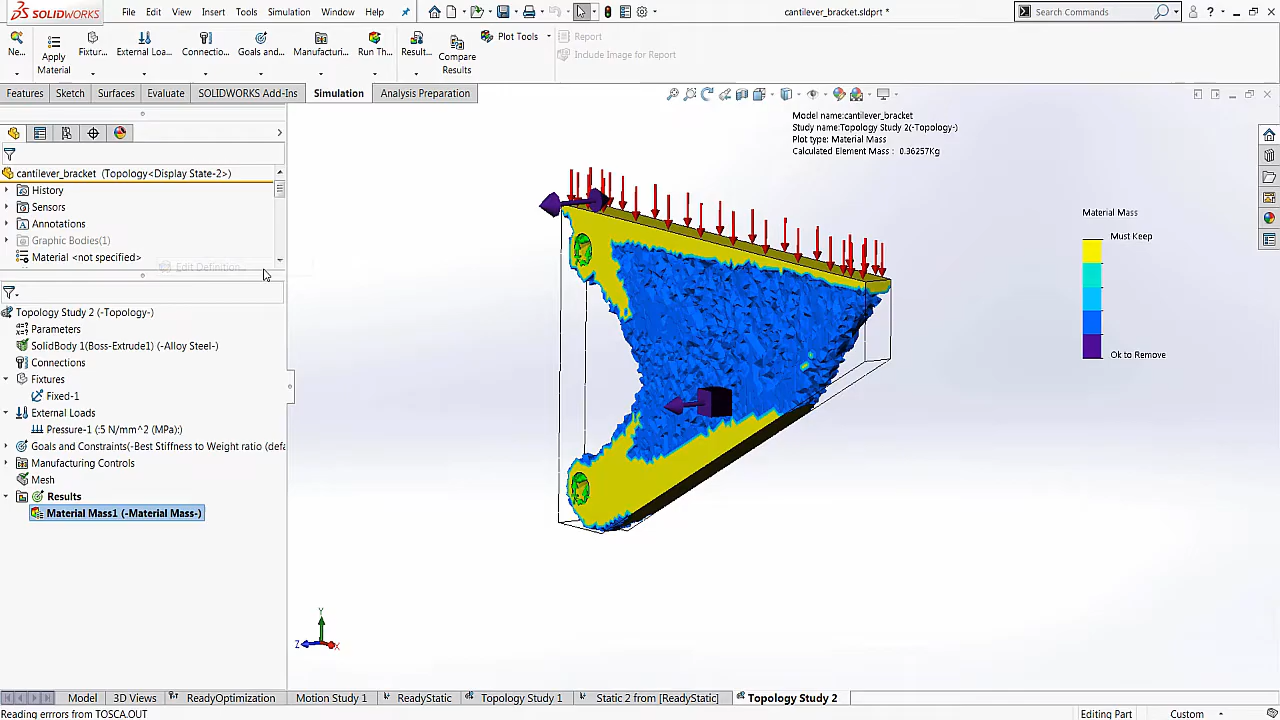 SOLIDWORKS File Edit View Insert Tools Simulation Window Help cantilever_bracket.sldprt * Search Commands ?
Ne... Apply Material Fixtur... External Loa... Connectio... Goals and... Manufacturi... Run Th... Result... Compare Results Plot Tools Report
Include Image for Report
Features Sketch Surfaces Evaluate SOLIDWORKS Add-Ins Simulation Analysis Preparation
Model name:cantilever_bracket
Study name:Topology Study 2(-Topology-)
Plot type: Material Mass
Calculated Element Mass : 0.36257Kg
cantilever_bracket (Topology<Display State-2>)
History
Sensors
Annotations
Graphic Bodies(1)
Material <not specified>
Edit Definition...
Topology Study 2 (-Topology-)
Parameters
SolidBody 1(Boss-Extrude1) (-Alloy Steel-)
Connections
Fixtures
Fixed-1
External Loads
Pressure-1 (:5 N/mm^2 (MPa):)
Goals and Constraints(-Best Stiffness to Weight ratio (defa
Manufacturing Controls
Mesh
Results
Material Mass1 (-Material Mass-)
Material Mass
Must Keep
Ok to Remove
Y
Z X
Model 3D Views ReadyOptimization Motion Study 1 ReadyStatic Topology Study 1 Static 2 from [ReadyStatic] Topology Study 2
Reading errrors from TOSCA.OUT Editing Part Custom